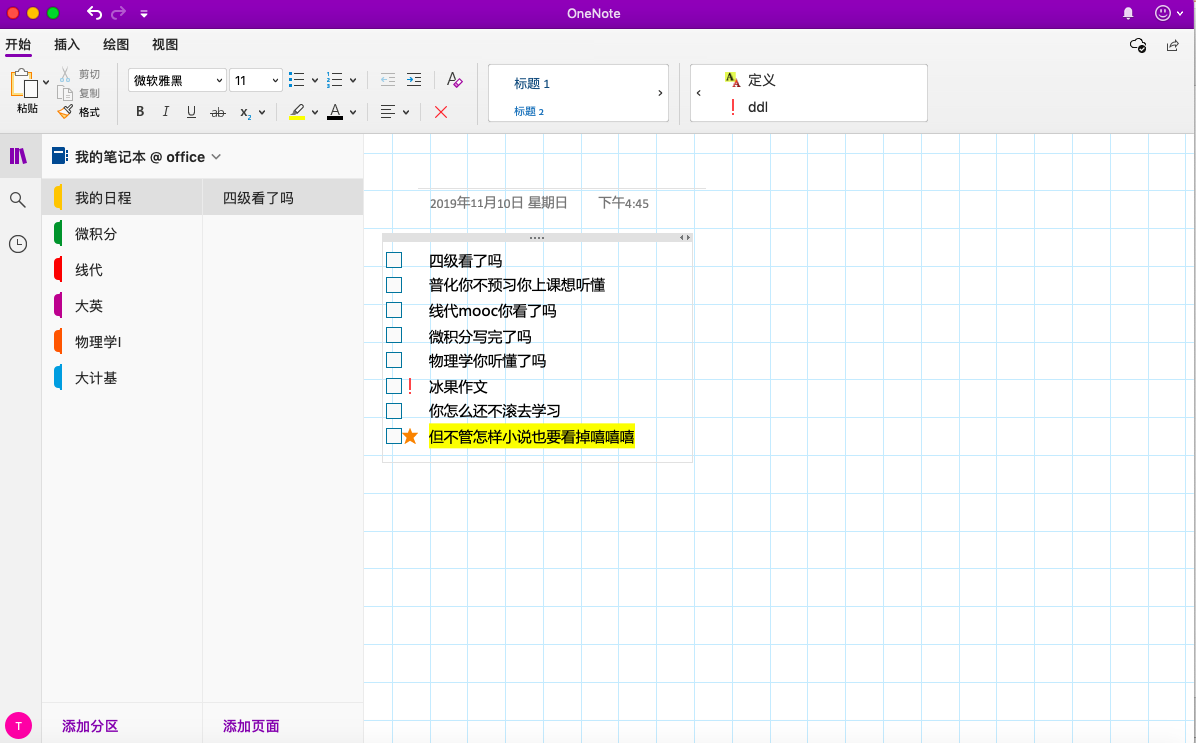 OneNote
开始 插入 绘图 视图
粘贴
剪切
复制
格式
微软雅黑 11
B I U ab x₂ A
标题 1
标题 2
定义
ddl
我的笔记本 @ office
我的日程
微积分
线代
大英
物理学I
大计基
四级看了吗
2019年11月10日 星期日 下午4:45
四级看了吗
普化你不预习你上课想听懂
线代mooc你看了吗
微积分写完了吗
物理学你听懂了吗
冰果作文
你怎么还不滚去学习
但不管怎样小说也要看掉嘻嘻嘻
T
添加分区
添加页面